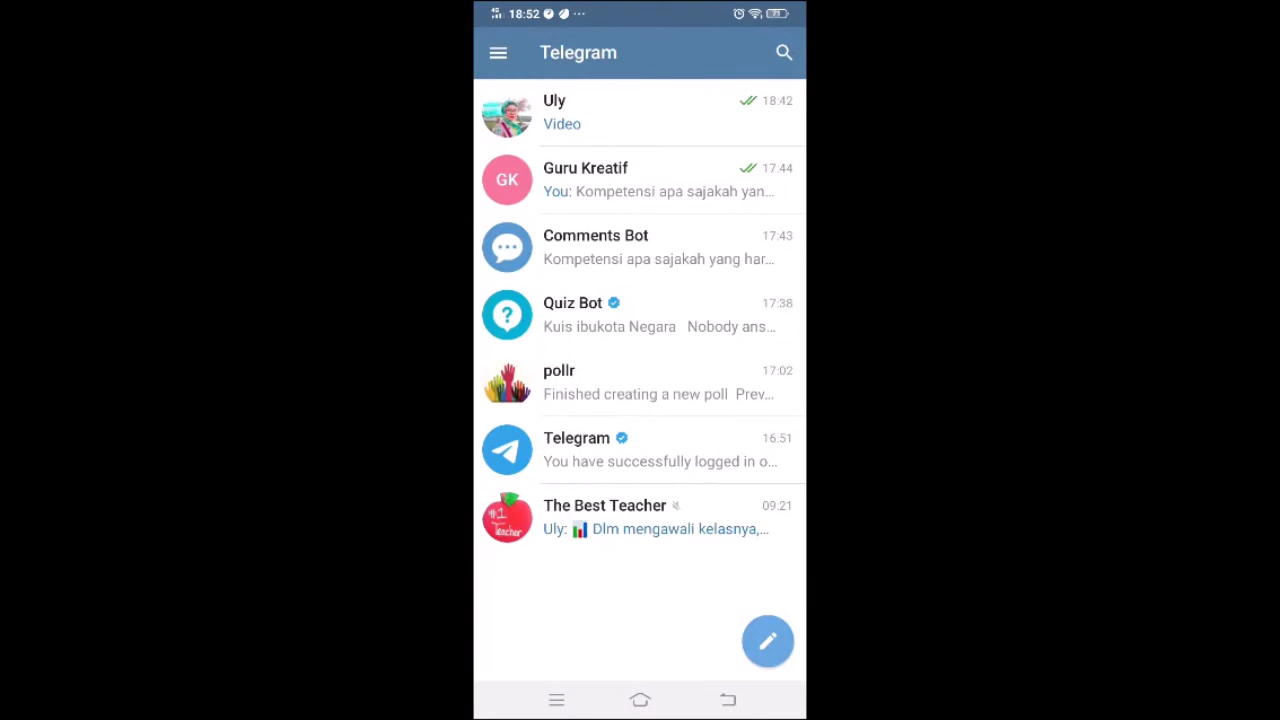 4G 18:52 ...
Telegram
Uly 18:42
Video
GK Guru Kreatif 17:44
You: Kompetensi apa sajakah yan...
Comments Bot 17:43
Kompetensi apa sajakah yang har...
Quiz Bot 17:38
? Kuis ibukota Negara Nobody ans...
pollr 17:02
Finished creating a new poll Prev...
Telegram 16:51
You have successfully logged in o...
The Best Teacher 09:21
#1 Teacher
Uly: Dlm mengawali kelasnya,...